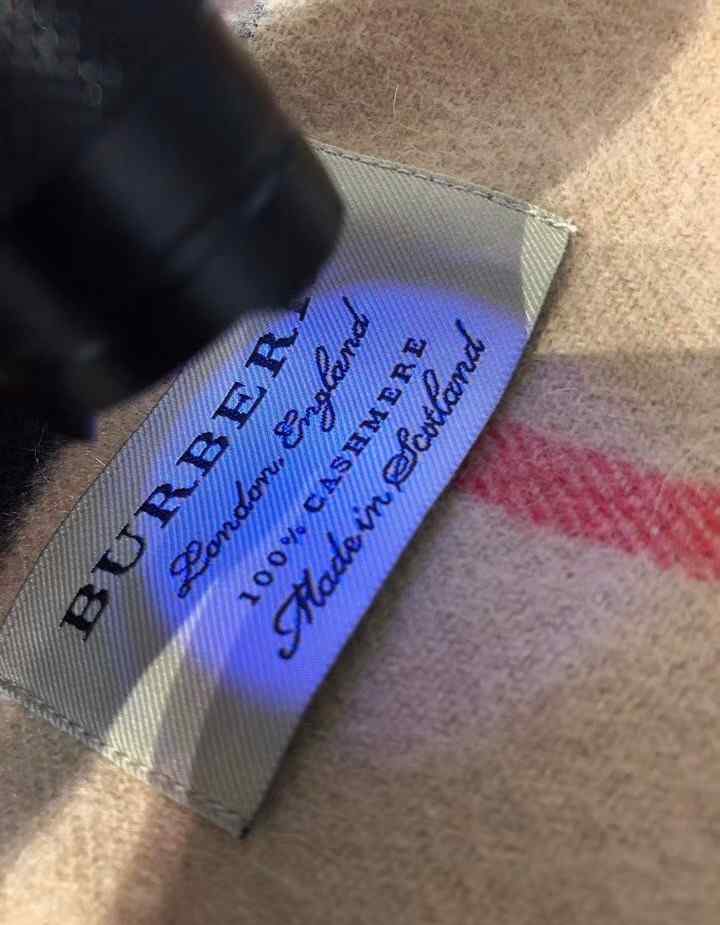 BURBER
London, England
100% CASHMERE
Made in Scotland